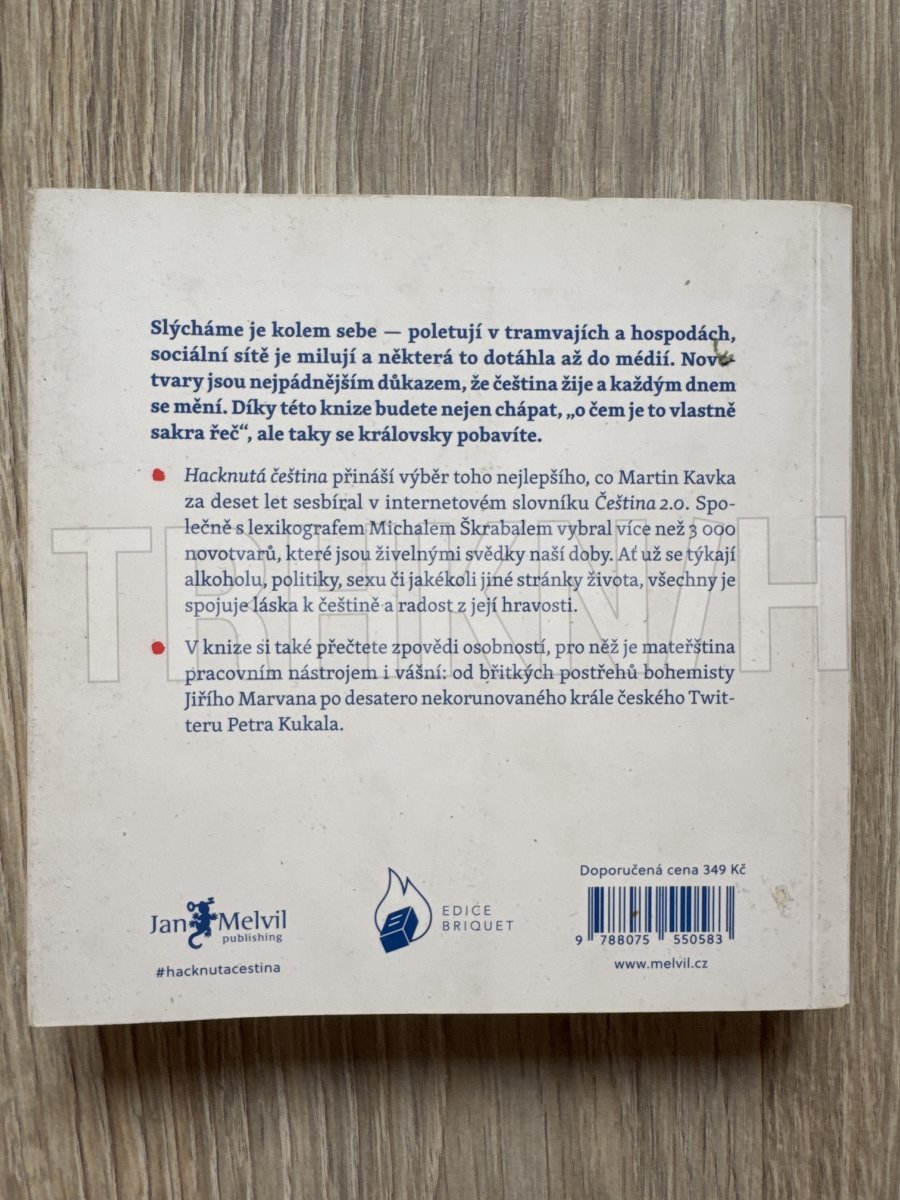 Slýcháme je kolem sebe — poletují v tramvajích a hospodách,
sociální sítě je milují a některá to dotáhla až do médií. Novo-
tvary jsou nejpádnějším důkazem, že čeština žije a každým dnem
se mění. Díky této knize budete nejen chápat, „o čem je to vlastně
sakra řeč“, ale taky se královsky pobavíte.
Hacknutá čeština přináší výběr toho nejlepšího, co Martin Kavka
za deset let sesbíral v internetovém slovníku Čeština 2.0. Spo-
lečně s lexikografem Michalem Škrabalem vybral více než 3 000
novotvarů, které jsou živelnými svědky naší doby. Ať už se týkají
alkoholu, politiky, sexu či jakékoli jiné stránky života, všechny je
spojuje láska k češtině a radost z její hravosti.
V knize si také přečtete zpovědi osobností, pro něž je mateřština
pracovním nástrojem i vášní: od břitkých postřehů bohemisty
Jiřího Marvana po desatero nekorunovaného krále českého Twit-
teru Petra Kukala.
TRHKNIH
Jan Melvil
publishing
#hacknutacestina
EDICE
BRIQUET
Doporučená cena 349 Kč
9 788075 550583
www.melvil.cz